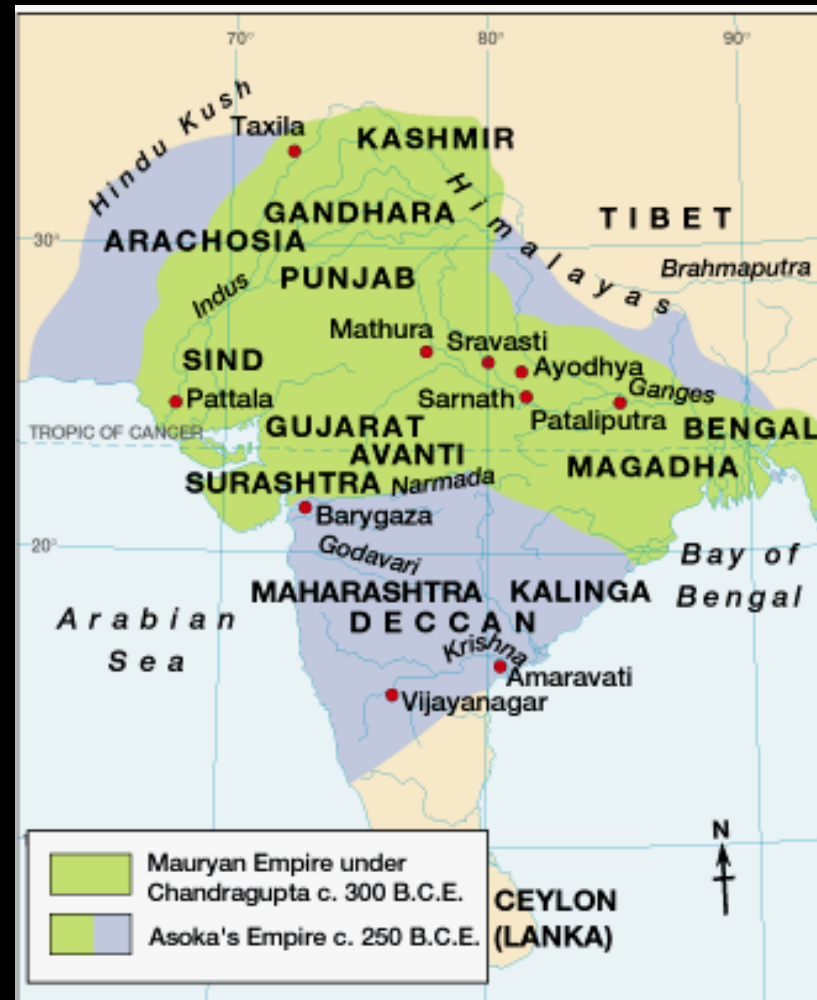 70°
80°
90°
Hindu Kush
Taxila
KASHMIR
Himalayas
GANDHARA
TIBET
30°
ARACHOSIA
Brahmaputra
PUNJAB
Indus
Mathura
Sravasti
SIND
Ayodhya
Ganges
Pattala
Sarnath
Pataliputra
TROPIC OF CANCER
GUJARAT
BENGAL
AVANTI
MAGADHA
SURASHTRA
Narmada
Barygaza
20°
Godavari
Bay of
Bengal
MAHARASHTRA
KALINGA
Arabian
Sea
DECCAN
Krishna
Amaravati
Vijayanagar
N
Mauryan Empire under
Chandragupta c. 300 B.C.E.
Asoka's Empire c. 250 B.C.E.
CEYLON
(LANKA)